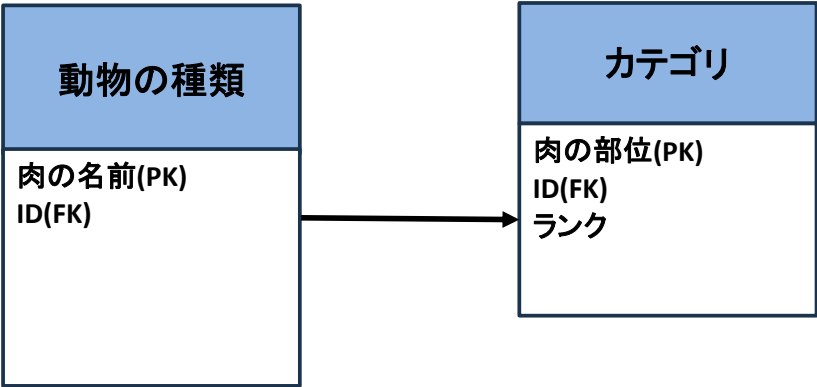 動物の種類
肉の名前(PK)
ID(FK)
カテゴリ
肉の部位(PK)
ID(FK)
ランク